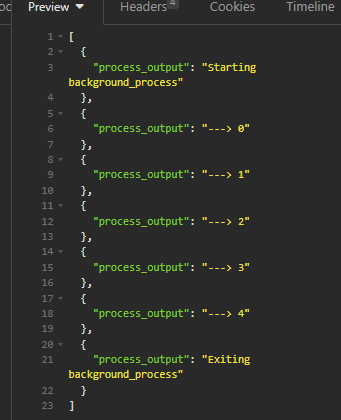 Preview Headers 4 Cookies Timeline
1 [
2 {
3 "process_output": "Starting
background_process"
4 },
5 {
6 "process_output": "---> 0"
7 },
8 {
9 "process_output": "---> 1"
10 },
11 {
12 "process_output": "---> 2"
13 },
14 {
15 "process_output": "---> 3"
16 },
17 {
18 "process_output": "---> 4"
19 },
20 {
21 "process_output": "Exiting
background_process"
22 }
23 ]